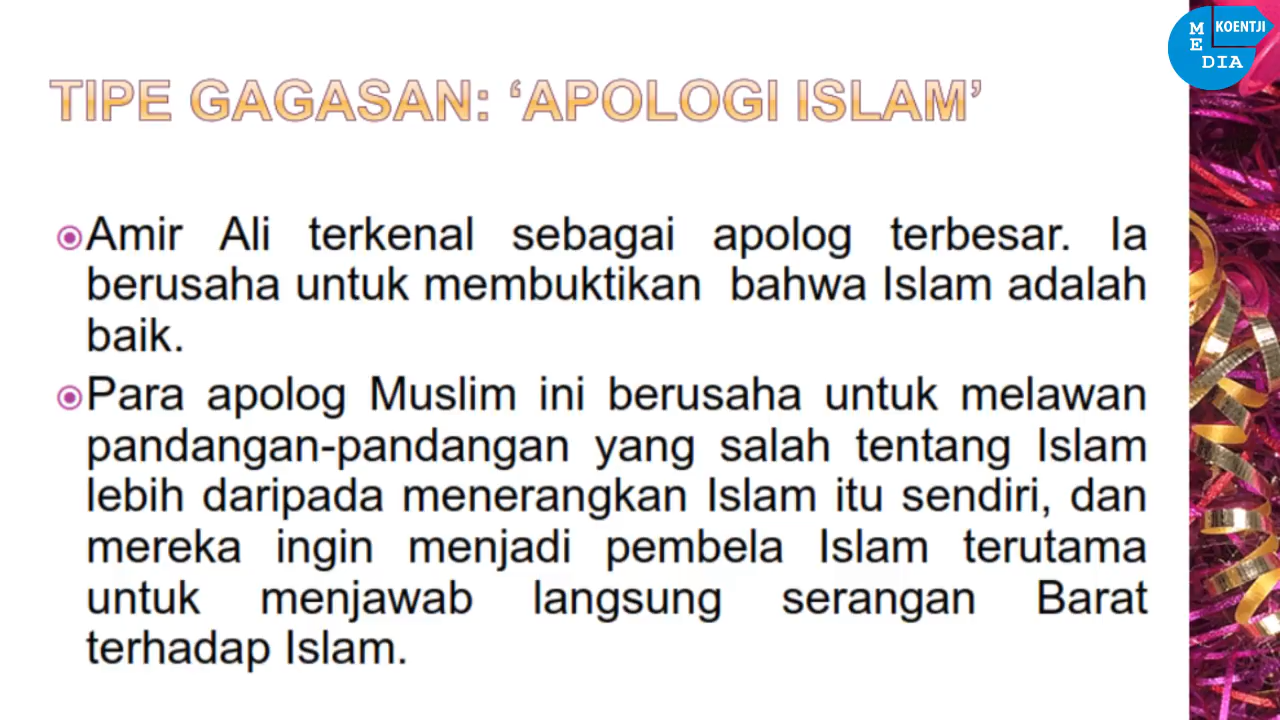 M
E
DIA
KOENTJI
TIPE GAGASAN: ‘APOLOGI ISLAM’
Amir Ali terkenal sebagai apolog terbesar. Ia
berusaha untuk membuktikan bahwa Islam adalah
baik.
Para apolog Muslim ini berusaha untuk melawan
pandangan-pandangan yang salah tentang Islam
lebih daripada menerangkan Islam itu sendiri, dan
mereka ingin menjadi pembela Islam terutama
untuk menjawab langsung serangan Barat
terhadap Islam.